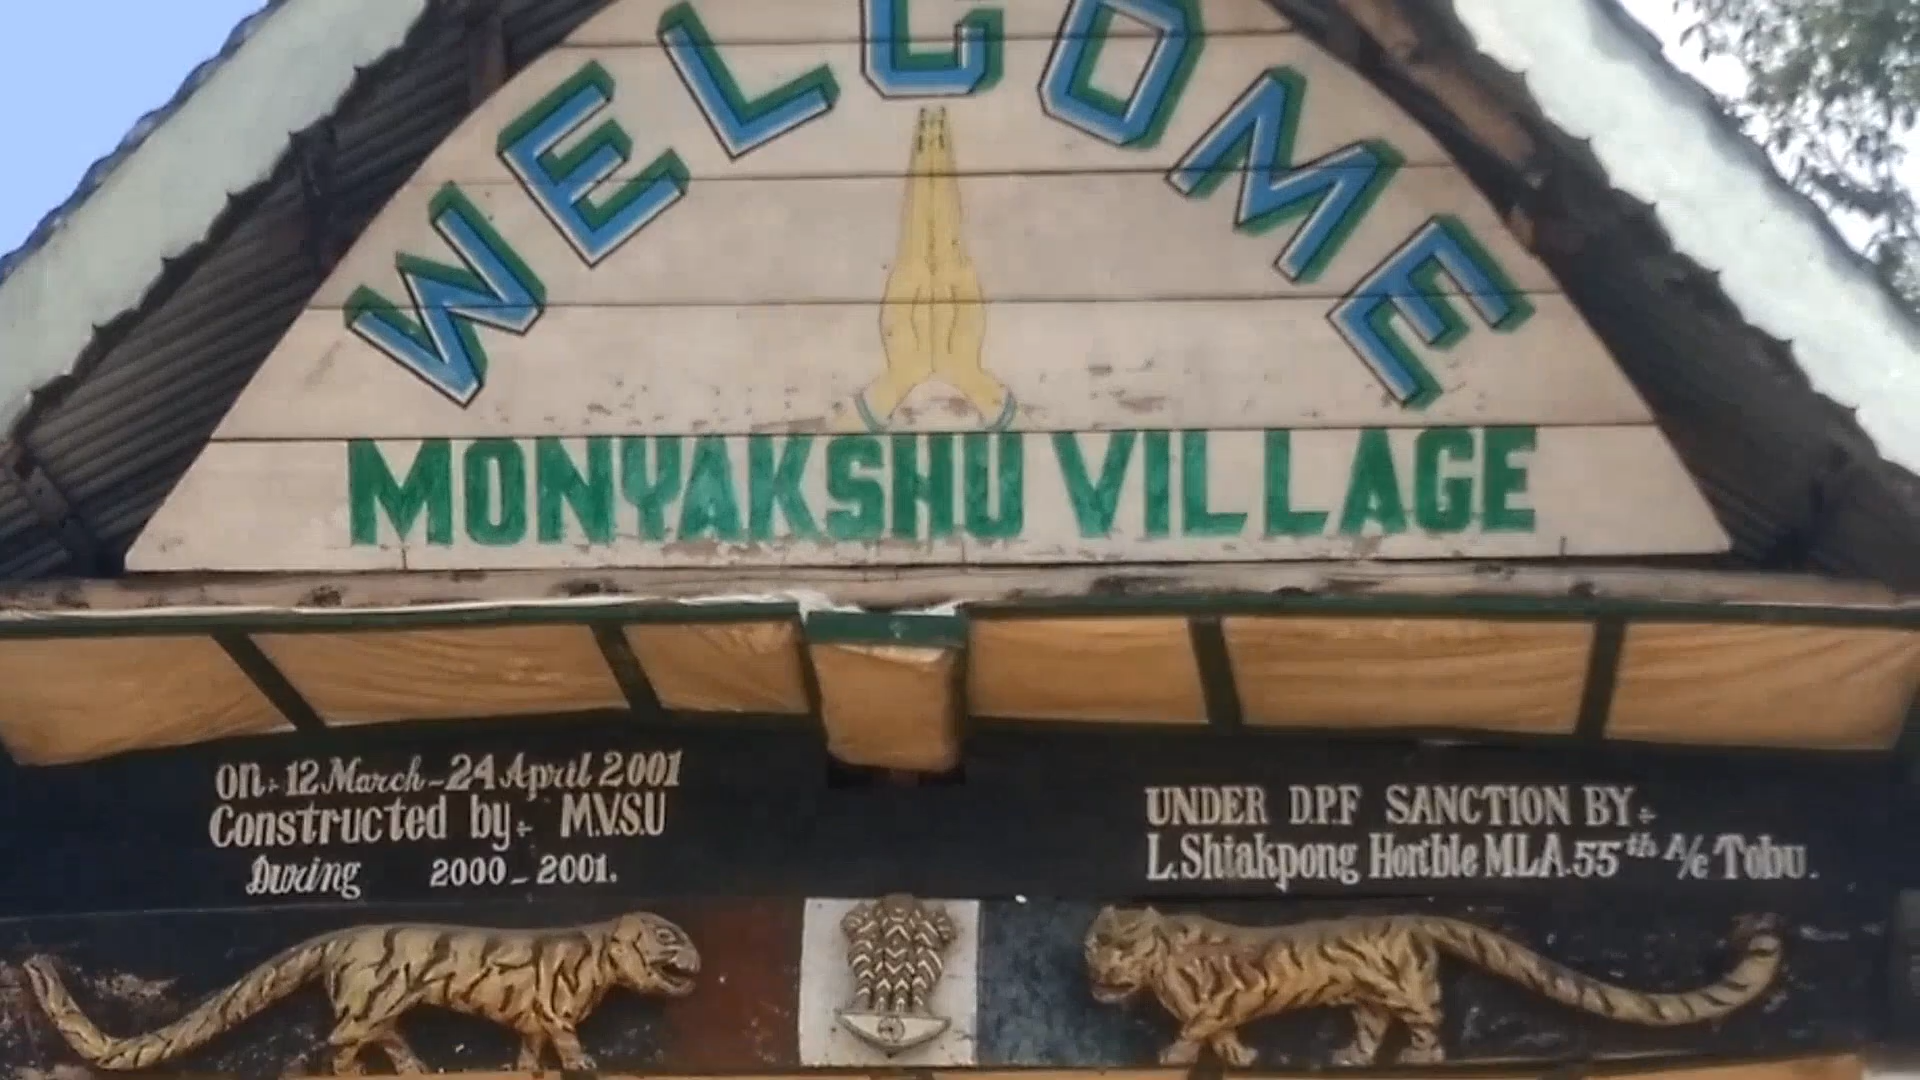 WELCOME
MONYAKSHU VILLAGE
On:- 12 March - 24 April 2001
Constructed by:- M.V.S.U
During 2000 - 2001.
UNDER D.P.F SANCTION BY:-
L. Shiakpong Hon'ble MLA 55th A/c Tobu.